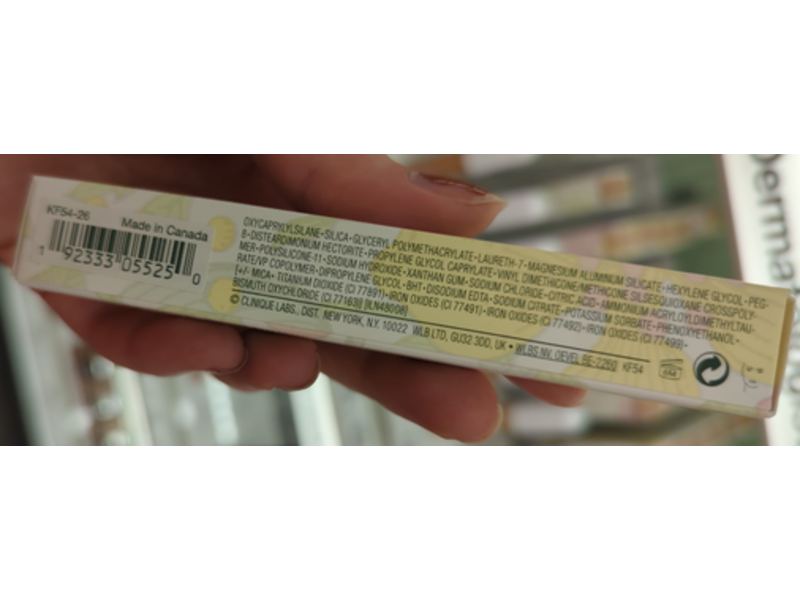 KF54-26
Made in Canada
1 92333 05525 0
OXYCAPRYLYLSILANE•SILICA•GLYCERYL POLYMETHACRYLATE•LAURETH-7•MAGNESIUM ALUMINUM SILICATE•HEXYLENE GLYCOL•PEG-
8•DISTEARDIMONIUM HECTORITE•PROPYLENE GLYCOL CAPRYLATE•VINYL DIMETHICONE/METHICONE SILSESQUIOXANE CROSSPOLY-
MER•POLYSILICONE-11•SODIUM HYDROXIDE•XANTHAN GUM•SODIUM CHLORIDE•CITRIC ACID•AMMONIUM ACRYLOYLDIMETHYLTAU-
RATE/VP COPOLYMER•DIPROPYLENE GLYCOL•BHT•DISODIUM EDTA•SODIUM CITRATE•POTASSIUM SORBATE•PHENOXYETHANOL•
[+/- MICA•TITANIUM DIOXIDE (CI 77891)•IRON OXIDES (CI 77491)•IRON OXIDES (CI 77492)•IRON OXIDES (CI 77499)•
BISMUTH OXYCHLORIDE (CI 77163)] [ILN48008]
© CLINIQUE LABS., DIST. NEW YORK, N.Y. 10022 WLB LTD, GU32 3DD, UK • WLBS NV. OEVEL BE-2260 KF54
Derma